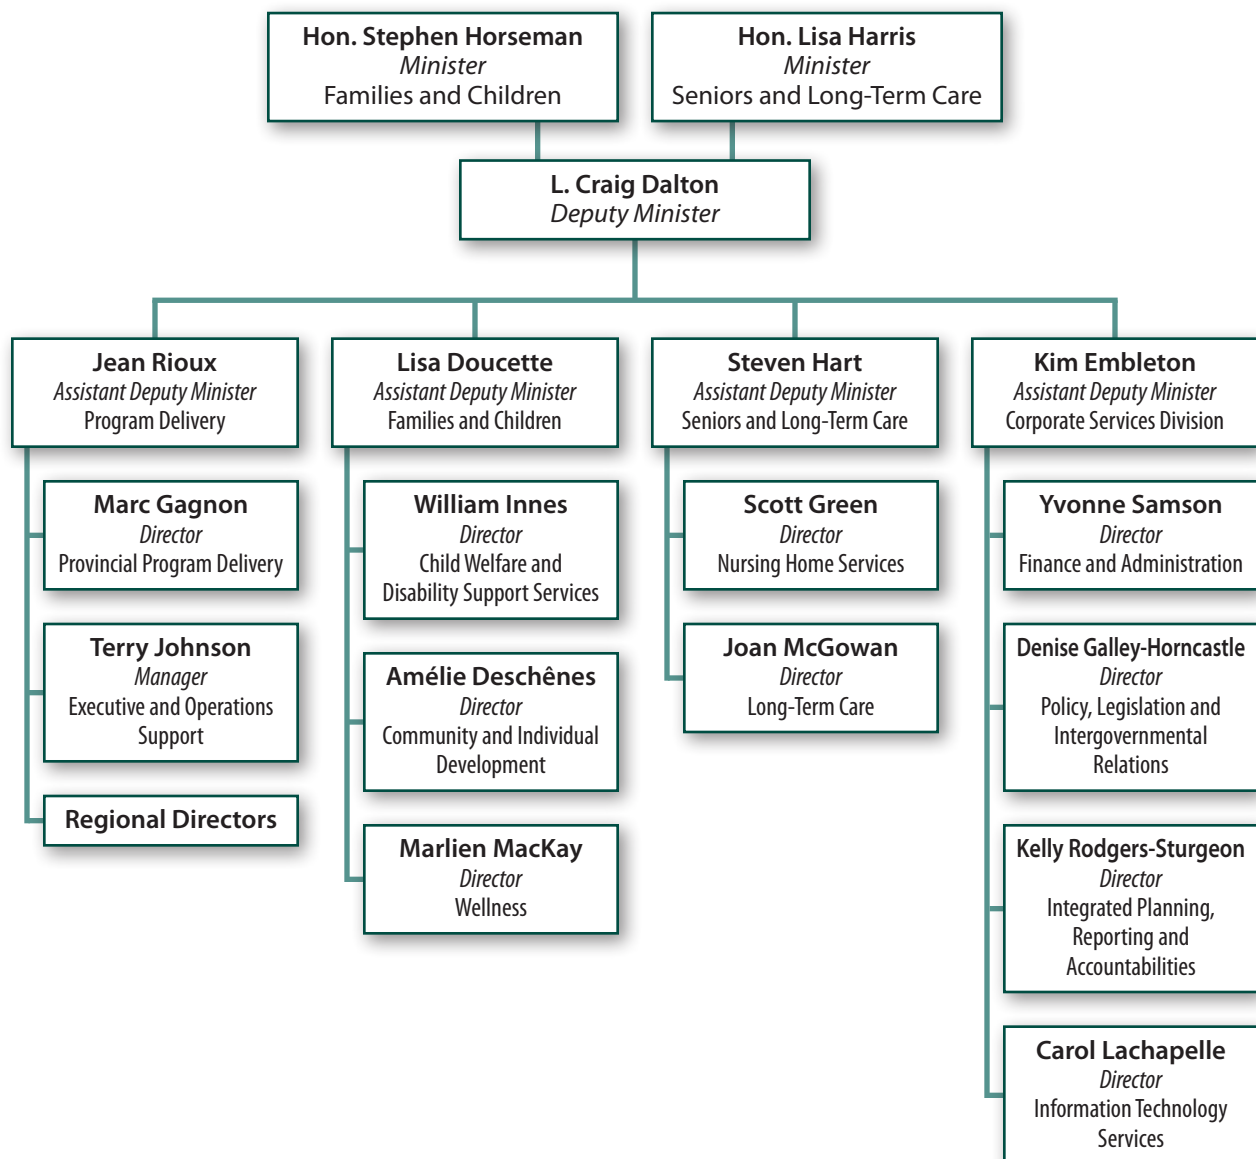 Hon. Stephen Horseman
Minister
Families and Children
Hon. Lisa Harris
Minister
Seniors and Long-Term Care
L. Craig Dalton
Deputy Minister
Jean Rioux
Assistant Deputy Minister
Program Delivery
Marc Gagnon
Director
Provincial Program Delivery
Terry Johnson
Manager
Executive and Operations
Support
Regional Directors
Lisa Doucette
Assistant Deputy Minister
Families and Children
William Innes
Director
Child Welfare and
Disability Support Services
Amélie Deschênes
Director
Community and Individual
Development
Marlien MacKay
Director
Wellness
Steven Hart
Assistant Deputy Minister
Seniors and Long-Term Care
Scott Green
Director
Nursing Home Services
Joan McGowan
Director
Long-Term Care
Kim Embleton
Assistant Deputy Minister
Corporate Services Division
Yvonne Samson
Director
Finance and Administration
Denise Galley-Horncastle
Director
Policy, Legislation and
Intergovernmental
Relations
Kelly Rodgers-Sturgeon
Director
Integrated Planning,
Reporting and
Accountabilities
Carol Lachapelle
Director
Information Technology
Services